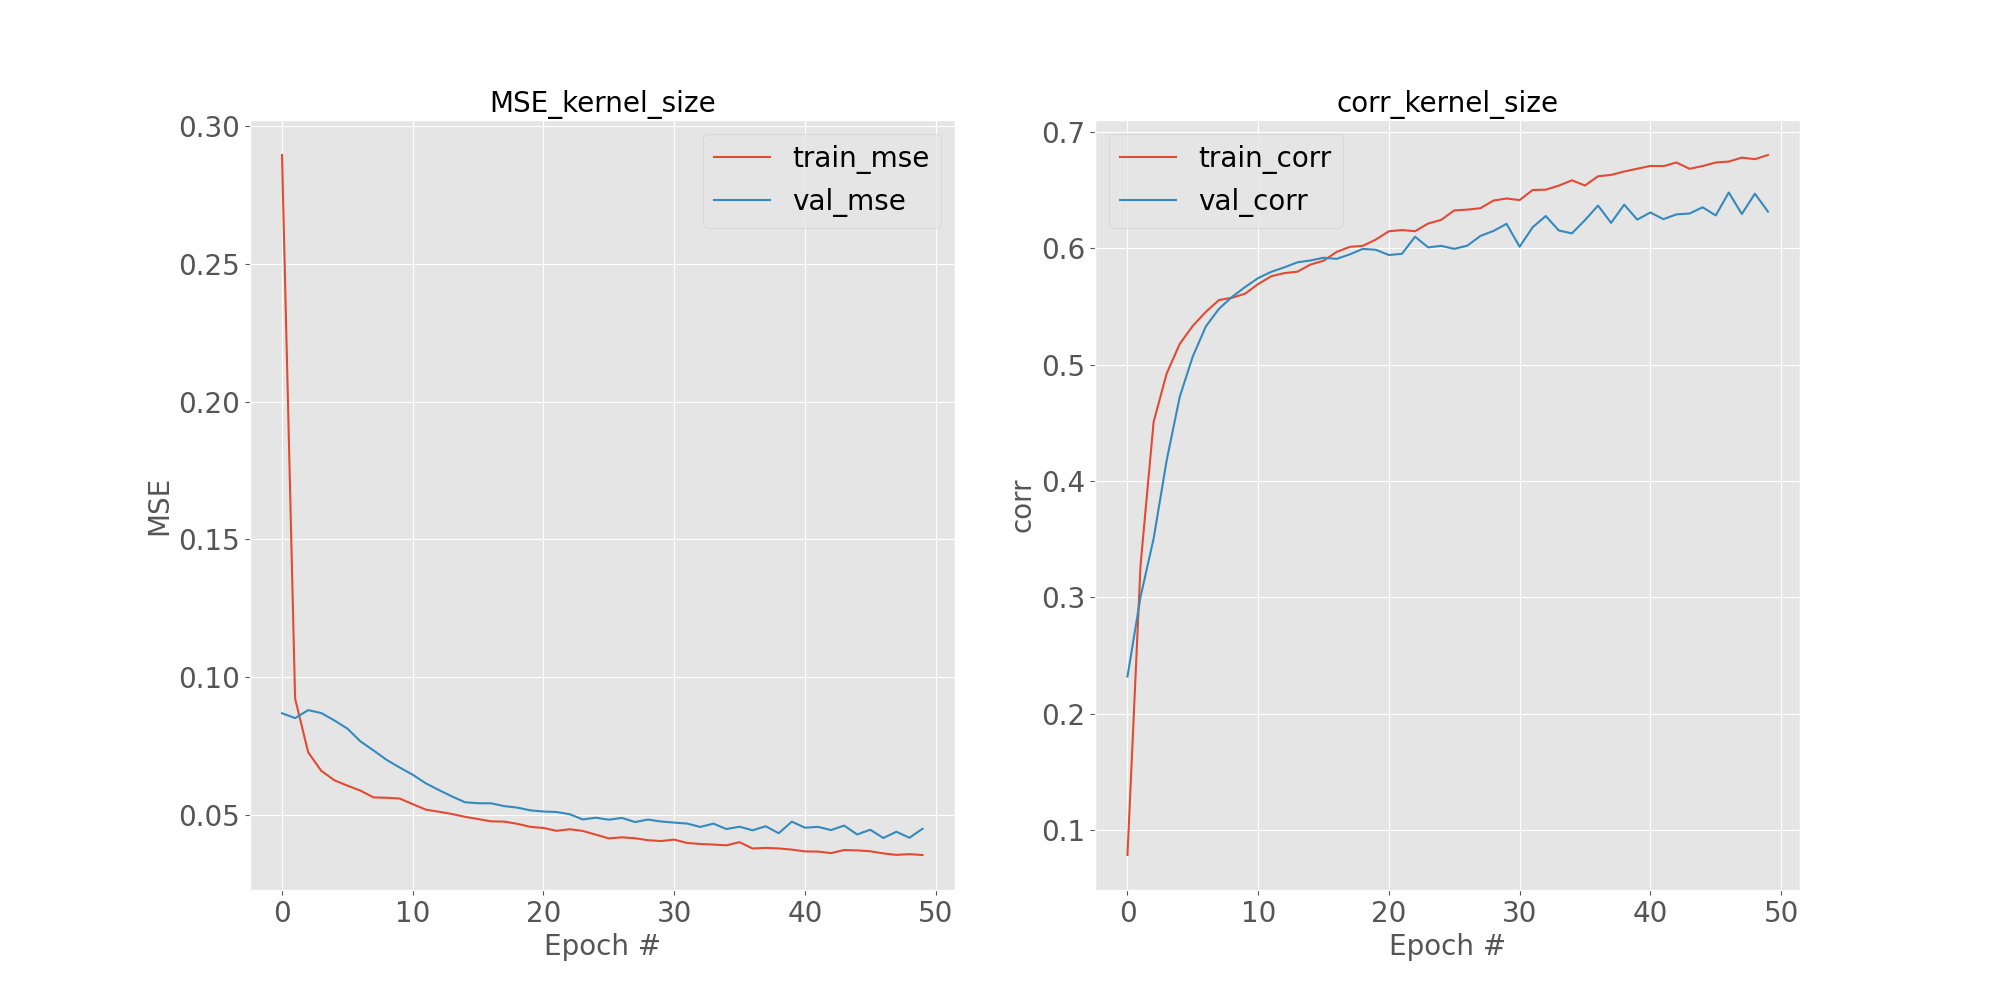 MSE_kernel_size
0.30
0.25
0.20
0.15
0.10
0.05
MSE
train_mse
val_mse
0 10 20 30 40 50
Epoch #
corr_kernel_size
0.7
0.6
0.5
0.4
0.3
0.2
0.1
corr
train_corr
val_corr
0 10 20 30 40 50
Epoch #